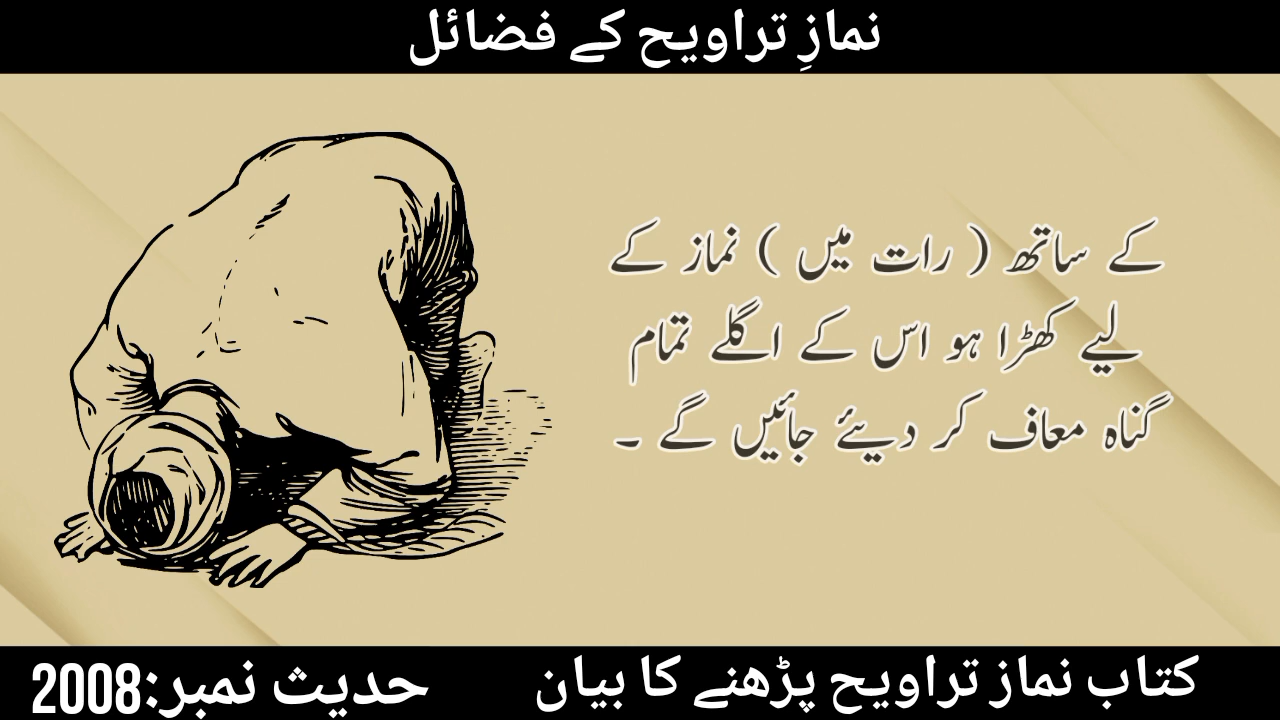 نمازِ تراویح کے فضائل
کے ساتھ ( رات میں ) نماز کے
لیے کھڑا ہو اس کے اگلے تمام
گناہ معاف کر دیئے جائیں گے ۔
کتاب نماز تراویح پڑھنے کا بیان
حدیث نمبر:2008